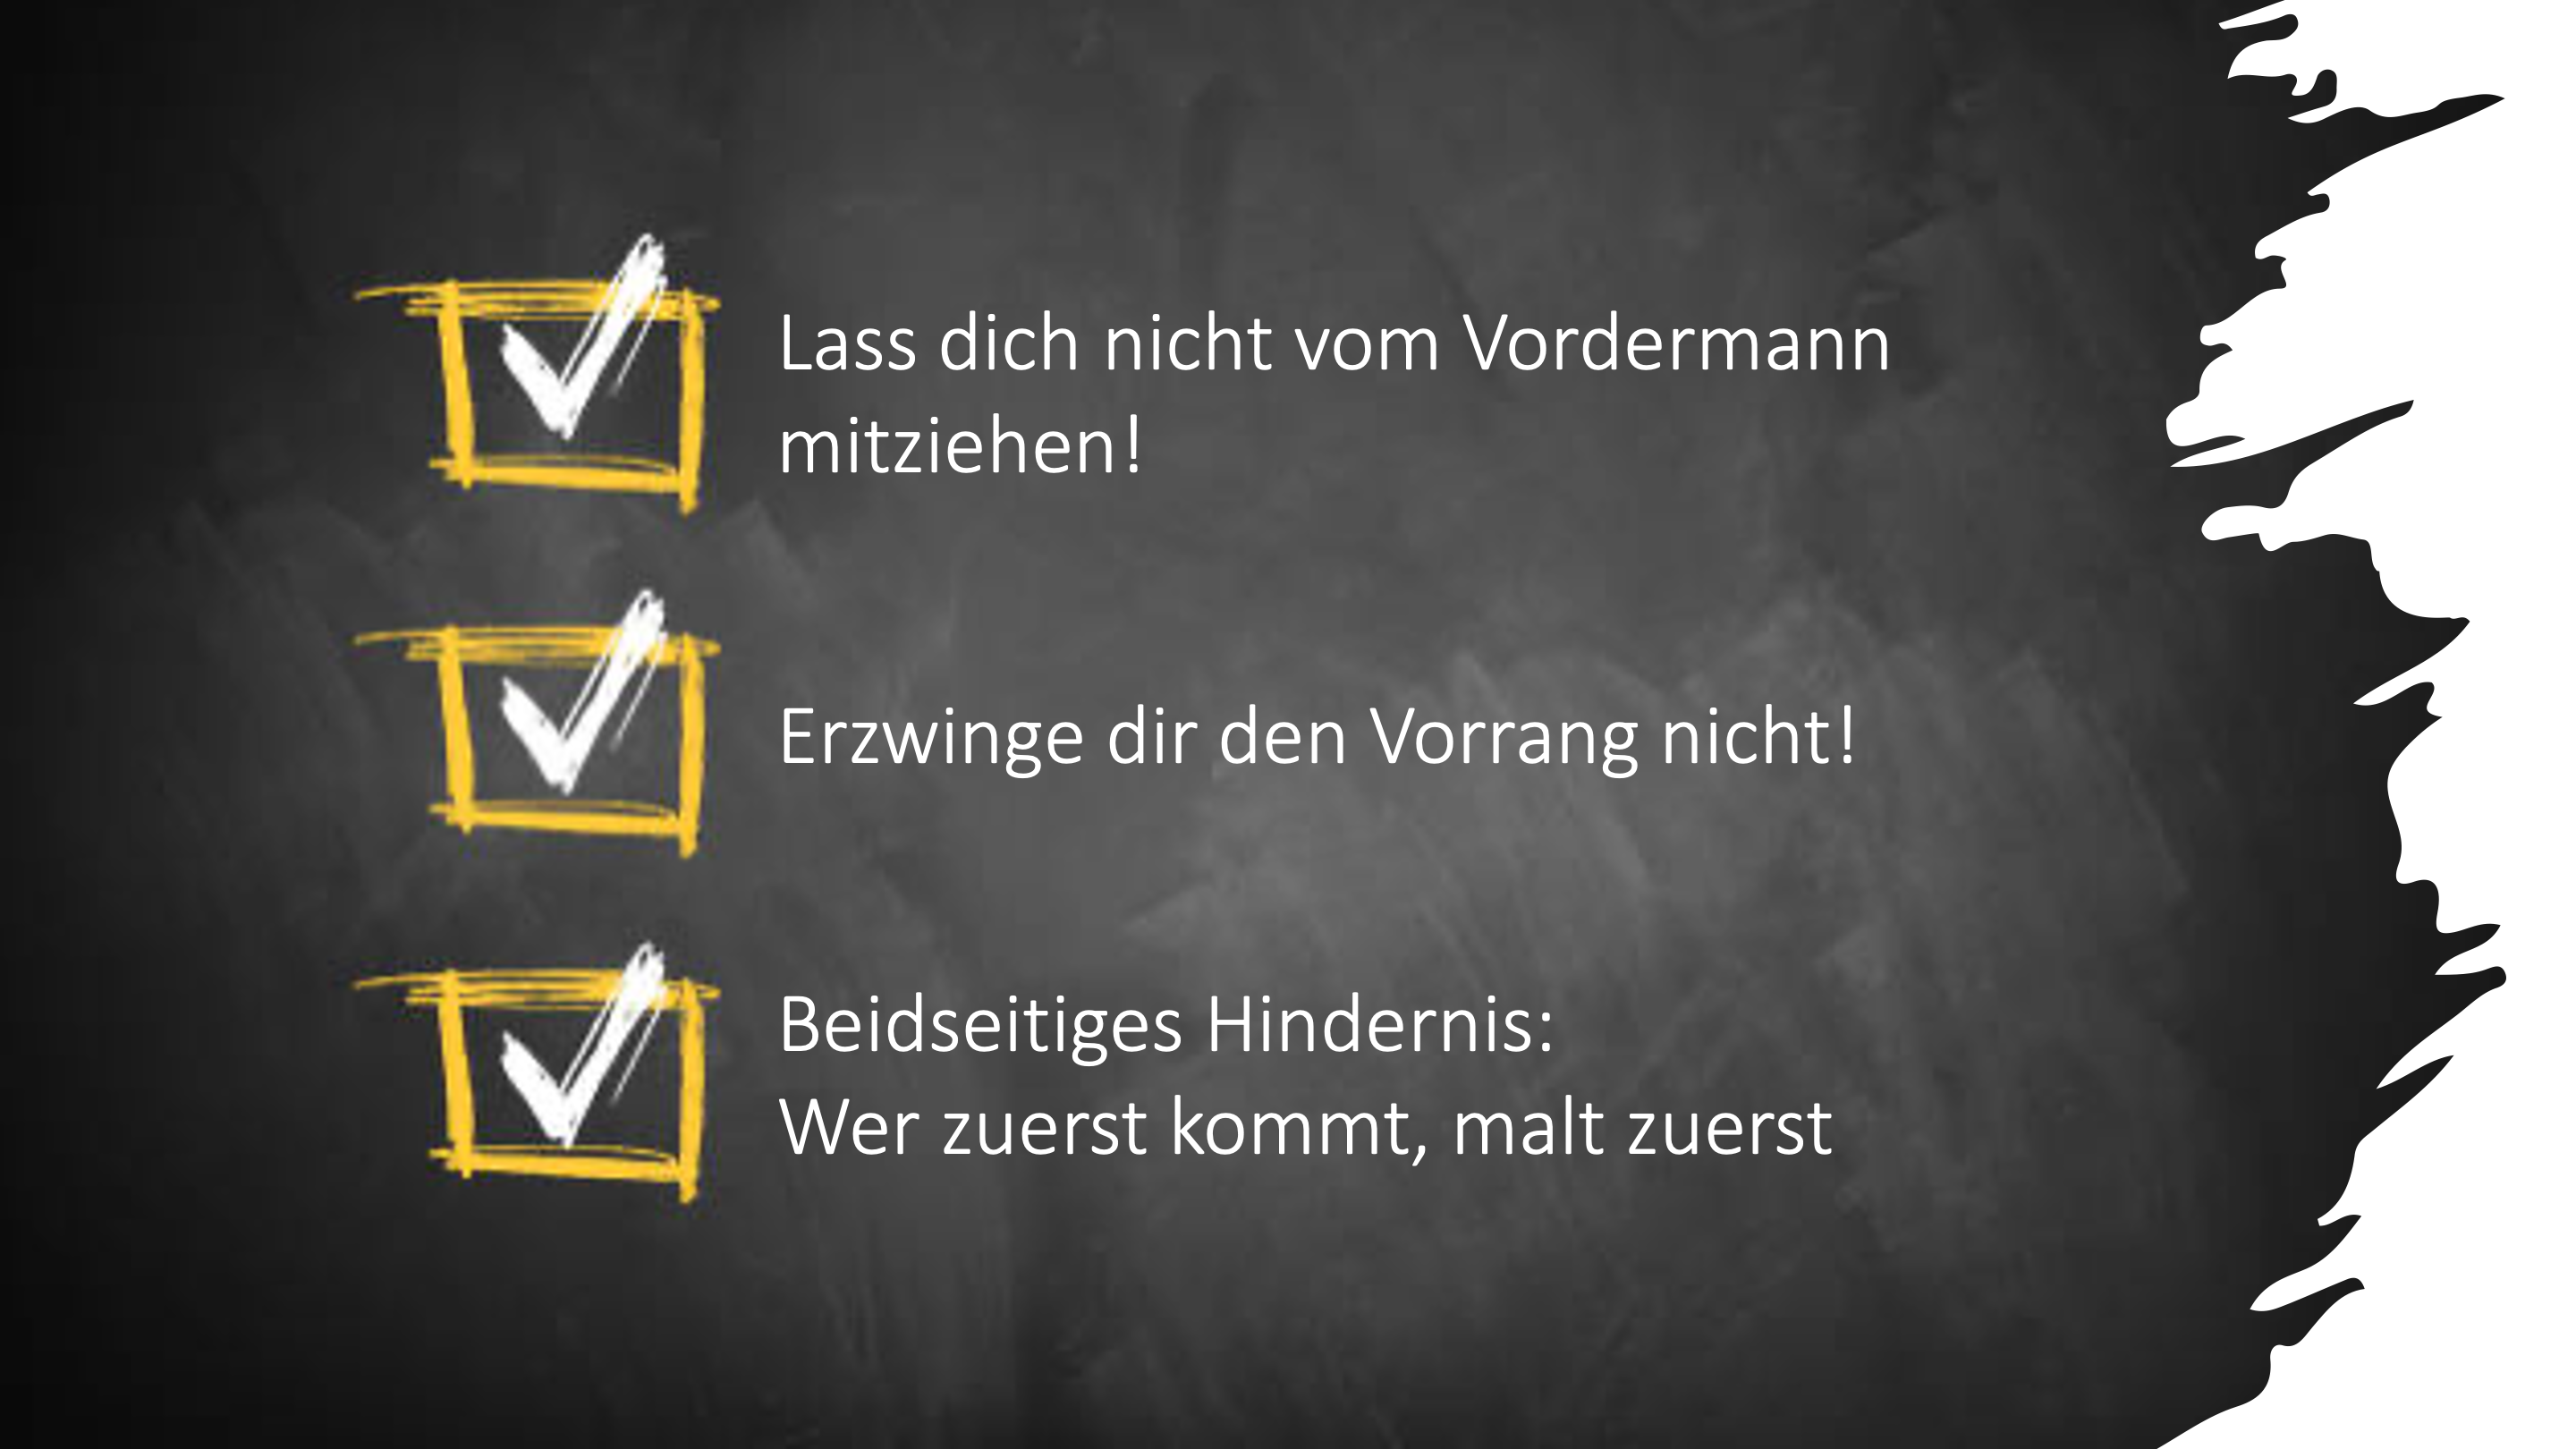 Lass dich nicht vom Vordermann
mitziehen!
Erzwinge dir den Vorrang nicht!
Beidseitiges Hindernis:
Wer zuerst kommt, malt zuerst